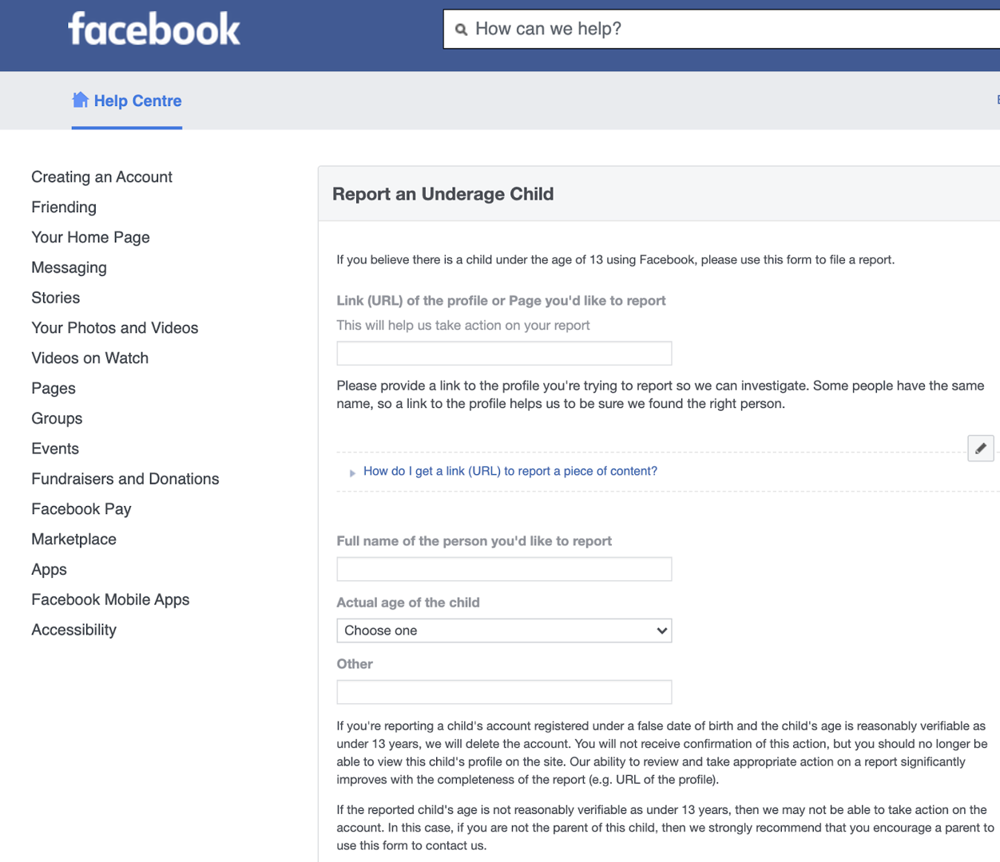 facebook
How can we help?
Help Centre
Creating an Account
Friending
Your Home Page
Messaging
Stories
Your Photos and Videos
Videos on Watch
Pages
Groups
Events
Fundraisers and Donations
Facebook Pay
Marketplace
Apps
Facebook Mobile Apps
Accessibility
Report an Underage Child
If you believe there is a child under the age of 13 using Facebook, please use this form to file a report.
Link (URL) of the profile or Page you'd like to report
This will help us take action on your report
Please provide a link to the profile you're trying to report so we can investigate. Some people have the same
name, so a link to the profile helps us to be sure we found the right person.
How do I get a link (URL) to report a piece of content?
Full name of the person you'd like to report
Actual age of the child
Choose one
Other
If you're reporting a child's account registered under a false date of birth and the child's age is reasonably verifiable as
under 13 years, we will delete the account. You will not receive confirmation of this action, but you should no longer be
able to view this child's profile on the site. Our ability to review and take appropriate action on a report significantly
improves with the completeness of the report (e.g. URL of the profile).
If the reported child's age is not reasonably verifiable as under 13 years, then we may not be able to take action on the
account. In this case, if you are not the parent of this child, then we strongly recommend that you encourage a parent to
use this form to contact us.